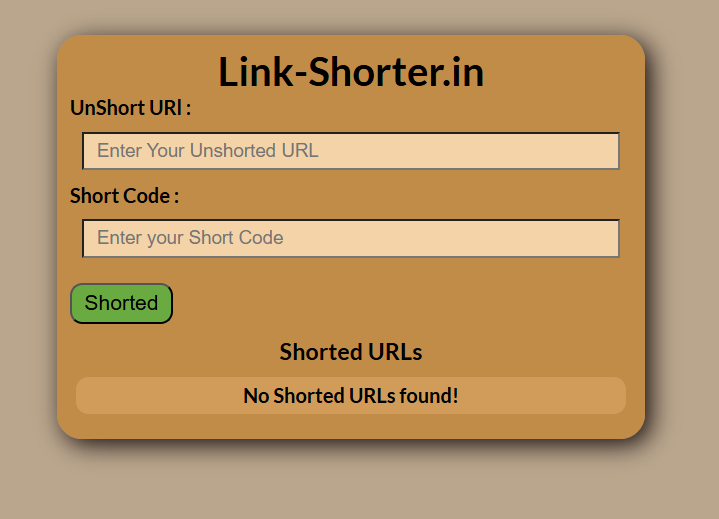 Link-Shorter.in
UnShort URl :
Enter Your Unshorted URL
Short Code :
Enter your Short Code
Shorted
Shorted URLs
No Shorted URLs found!